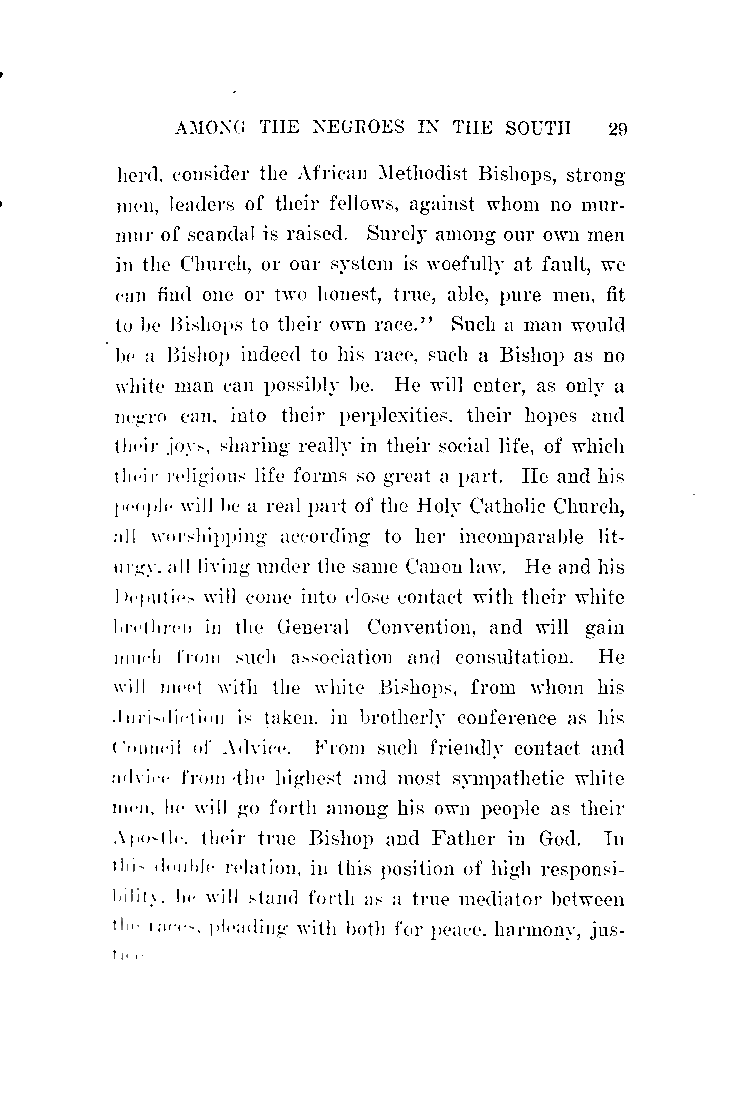 AMONG THE NEGROES IN THE SOUTH 29
herd, consider the African Methodist Bishops, strong
men, leaders of their fellows, against whom no mur-
mur of scandal is raised. Surely among our own men
in the Church, or our system is woefully at fault, we
can find one or two honest, true, able, pure men, fit
to be Bishops to their own race.” Such a man would
be a Bishop indeed to his race, such a Bishop as no
white man can possibly be. He will enter, as only a
negro can, into their perplexities, their hopes and
their joys, sharing really in their social life, of which
their religious life forms so great a part. He and his
people will be a real part of the Holy Catholic Church,
all worshipping according to her incomparable lit-
urgy, all living under the same Canon law. He and his
Deputies will come into close contact with their white
brethren in the General Convention, and will gain
much from such association and consultation. He
will meet with the white Bishops, from whom his
Jurisdiction is taken, in brotherly conference as his
Council of Advice. From such friendly contact and
advice from the highest and most sympathetic white
men, he will go forth among his own people as their
Apostle, their true Bishop and Father in God. In
this double relation, in this position of high responsi-
bility, he will stand forth as a true mediator between
the races, pleading with both for peace, harmony, jus-
tice